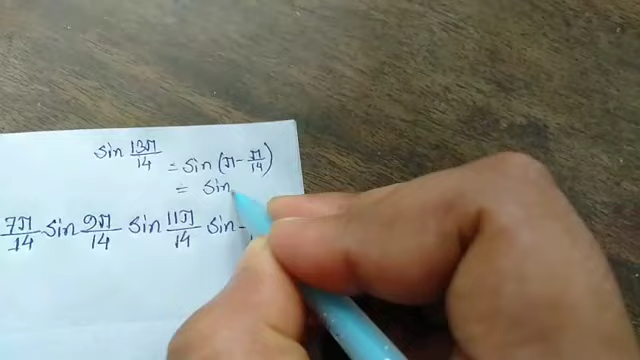 sin 13π/14 = sin (π - π/14)
= sin
7π/14 sin 9π/14 sin 11π/14 sin